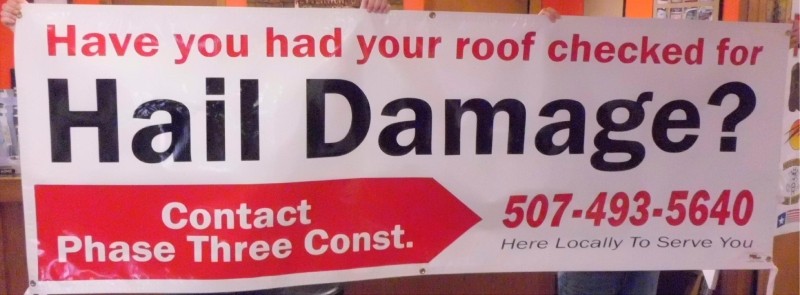 Have you had your roof checked for
Hail Damage?
Contact
Phase Three Const.
507-493-5640
Here Locally To Serve You